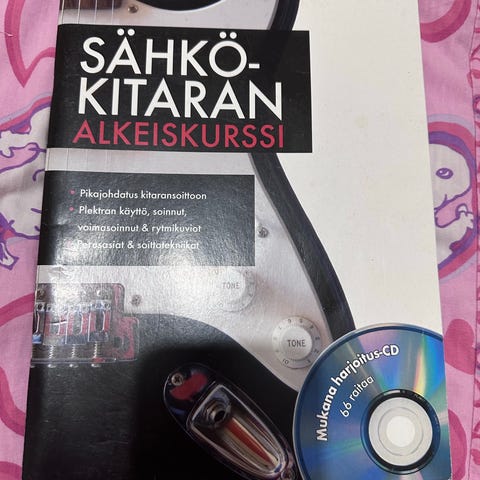 SÄHKÖ-
KITARAN
ALKEISKURSSI
• Pikajohdatus kitaransoittoon
• Plektran käyttö, soinnut,
voimasoinnut & rytmikuviot
• Perusasiat & soittotekniikat
TONE
TONE
Mukana harjoitus-CD
66 raitaa